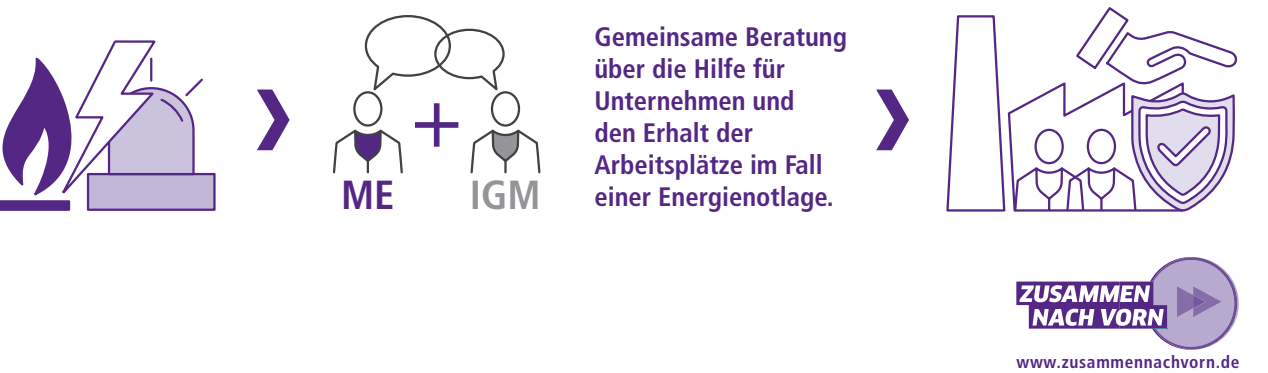 ME
IGM
Gemeinsame Beratung
über die Hilfe für
Unternehmen und
den Erhalt der
Arbeitsplätze im Fall
einer Energienotlage.
ZUSAMMEN
NACH VORN
www.zusammennachvorn.de